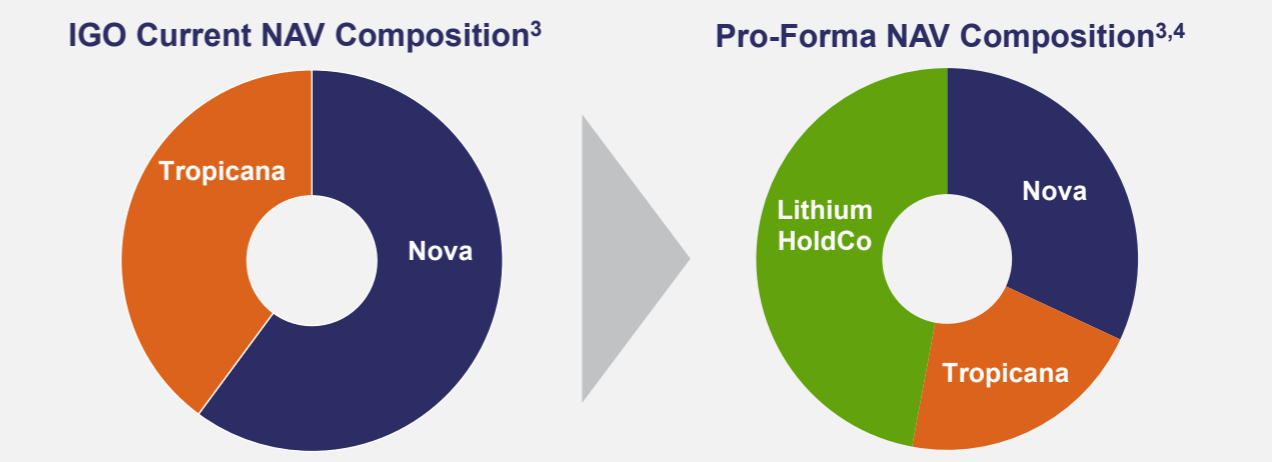 IGO Current NAV Composition³
Pro-Forma NAV Composition³,⁴
Tropicana
Nova
Lithium
HoldCo
Nova
Tropicana